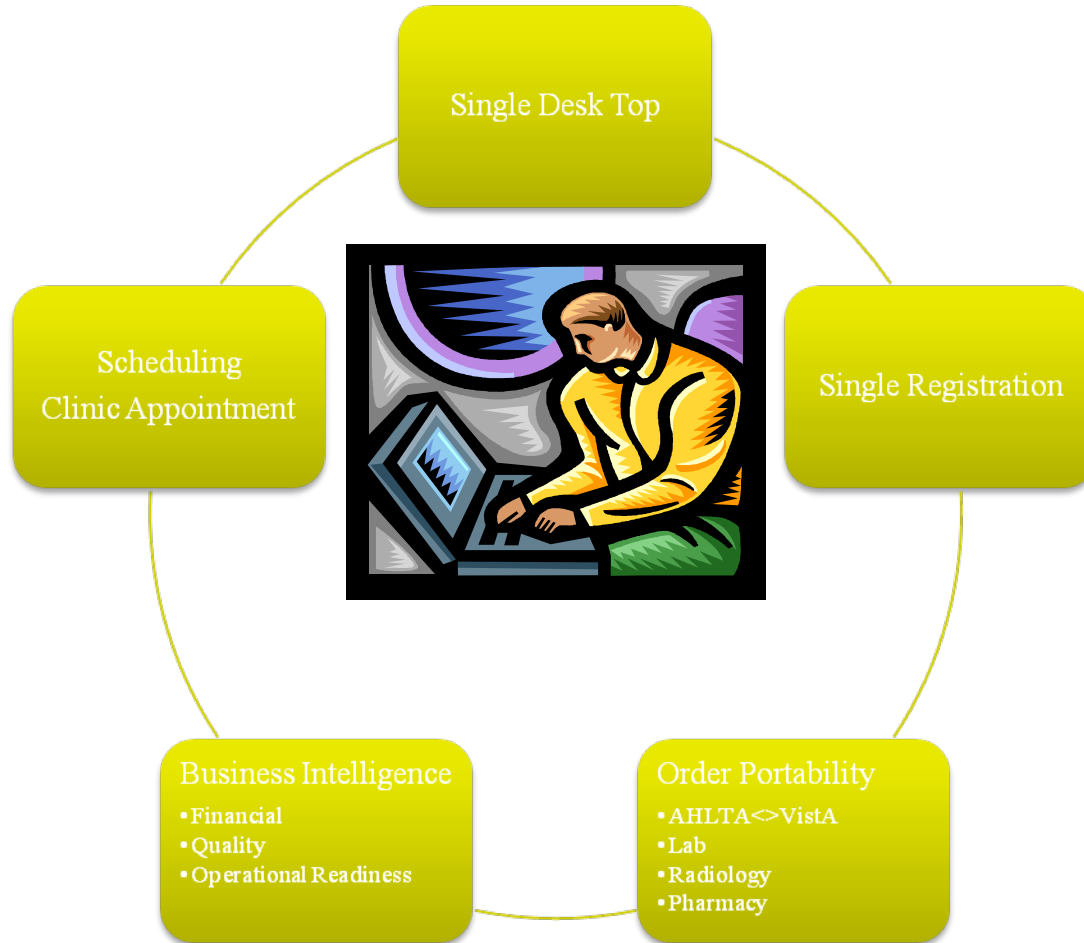 Single Desk Top
Scheduling
Clinic Appointment
Single Registration
Business Intelligence
▪Financial
▪Quality
▪Operational Readiness
Order Portability
▪AHLTA<>VistA
▪Lab
▪Radiology
▪Pharmacy